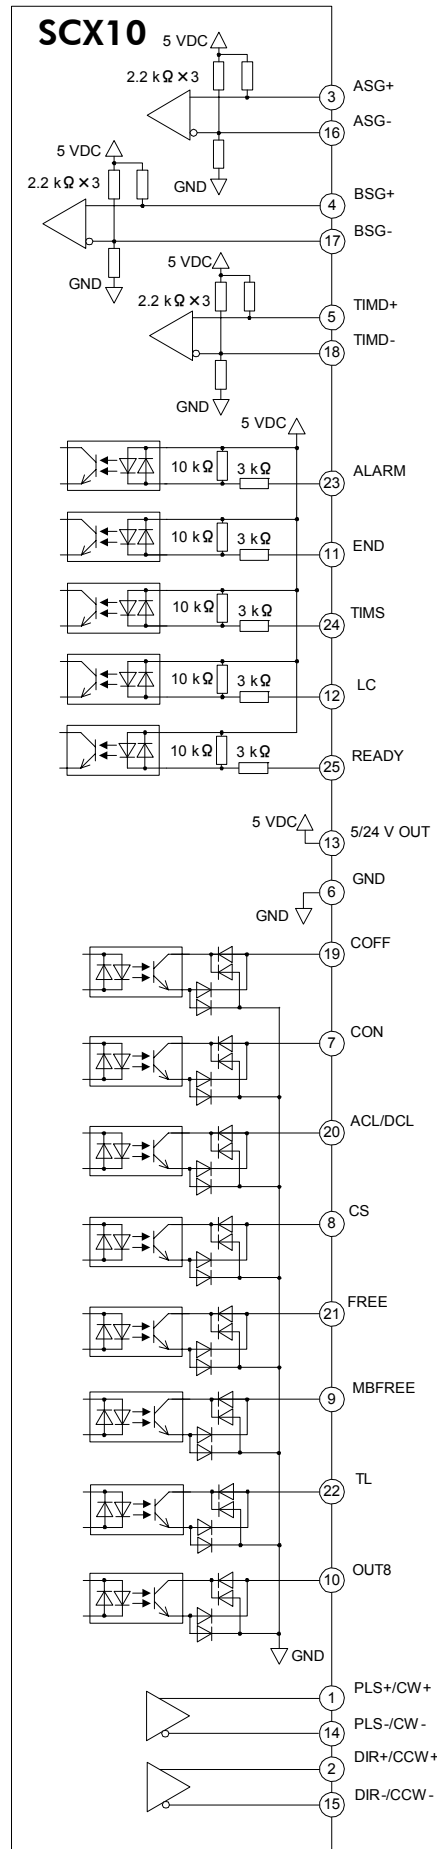 SCX10
5 VDC
2.2 kΩ×3
3 ASG+
16 ASG-
GND
5 VDC
2.2 kΩ×3
4 BSG+
17 BSG-
GND
5 VDC
2.2 kΩ×3
5 TIMD+
18 TIMD-
GND
5 VDC
10 kΩ 3 kΩ 23 ALARM
10 kΩ 3 kΩ 11 END
10 kΩ 3 kΩ 24 TIMS
10 kΩ 3 kΩ 12 LC
10 kΩ 3 kΩ 25 READY
5 VDC 13 5/24 V OUT
GND 6 GND
19 COFF
7 CON
20 ACL/DCL
8 CS
21 FREE
9 MBFREE
22 TL
10 OUT8
GND
1 PLS+/CW+
14 PLS-/CW-
2 DIR+/CCW+
15 DIR-/CCW-